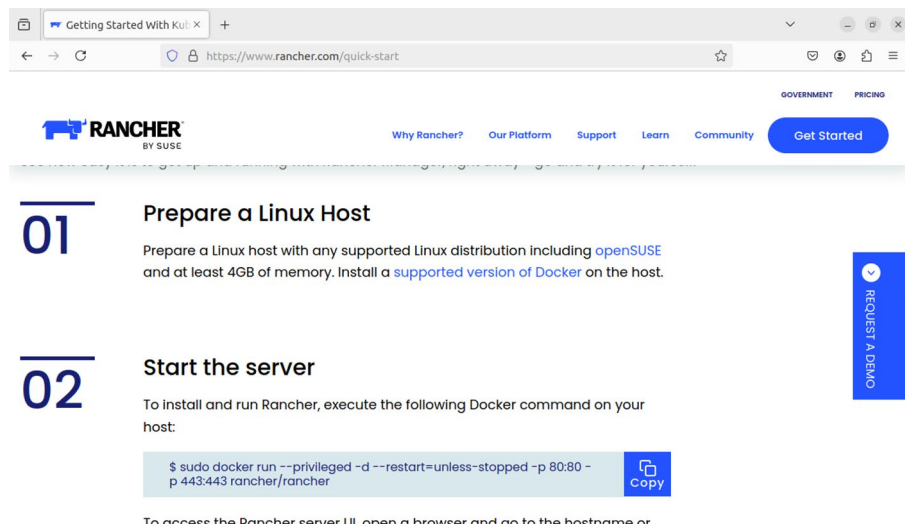 Getting Started With Kub
https://www.rancher.com/quick-start
GOVERNMENT PRICING
RANCHER
BY SUSE
Why Rancher? Our Platform Support Learn Community Get Started
01
Prepare a Linux Host
Prepare a Linux host with any supported Linux distribution including openSUSE
and at least 4GB of memory. Install a supported version of Docker on the host.
REQUEST A DEMO
02
Start the server
To install and run Rancher, execute the following Docker command on your
host:
$ sudo docker run --privileged -d --restart=unless-stopped -p 80:80 -
p 443:443 rancher/rancher
Copy
To access the Rancher server UI, open a browser and go to the hostname or